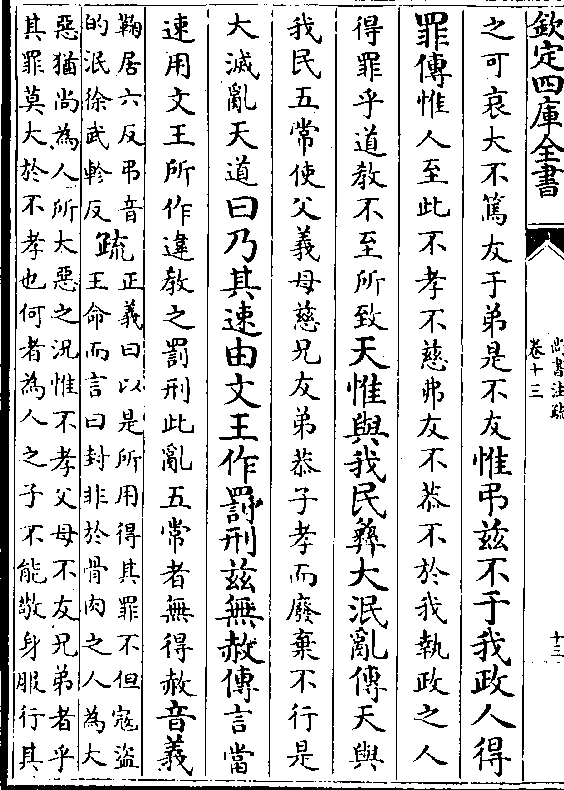 欽定四庫全書
尚書注疏
卷十三
十三
之可哀大不篤友于弟是不友惟弔茲不于我政人得
罪傳惟人至此不孝不慈弗友不恭不於我執政之人
得罪乎道教不至所致天惟與我民彝大泯亂傳天與
我民五常使父義母慈兄友弟恭子孝而廢棄不行是
大滅亂天道曰乃其速由文王作罰刑茲無赦傳言當
速用文王所作違教之罰刑此亂五常者無得赦音義
鞠居六反弔音
的泯徐武軫反
疏
正義曰以是所用得其罪不但寇盜
王命而言曰封非於骨肉之人為大
惡猶尚為人所大惡之況惟不孝父母不友兄弟者乎
其罪莫大於不孝也何者為人之子不能敬身服行其